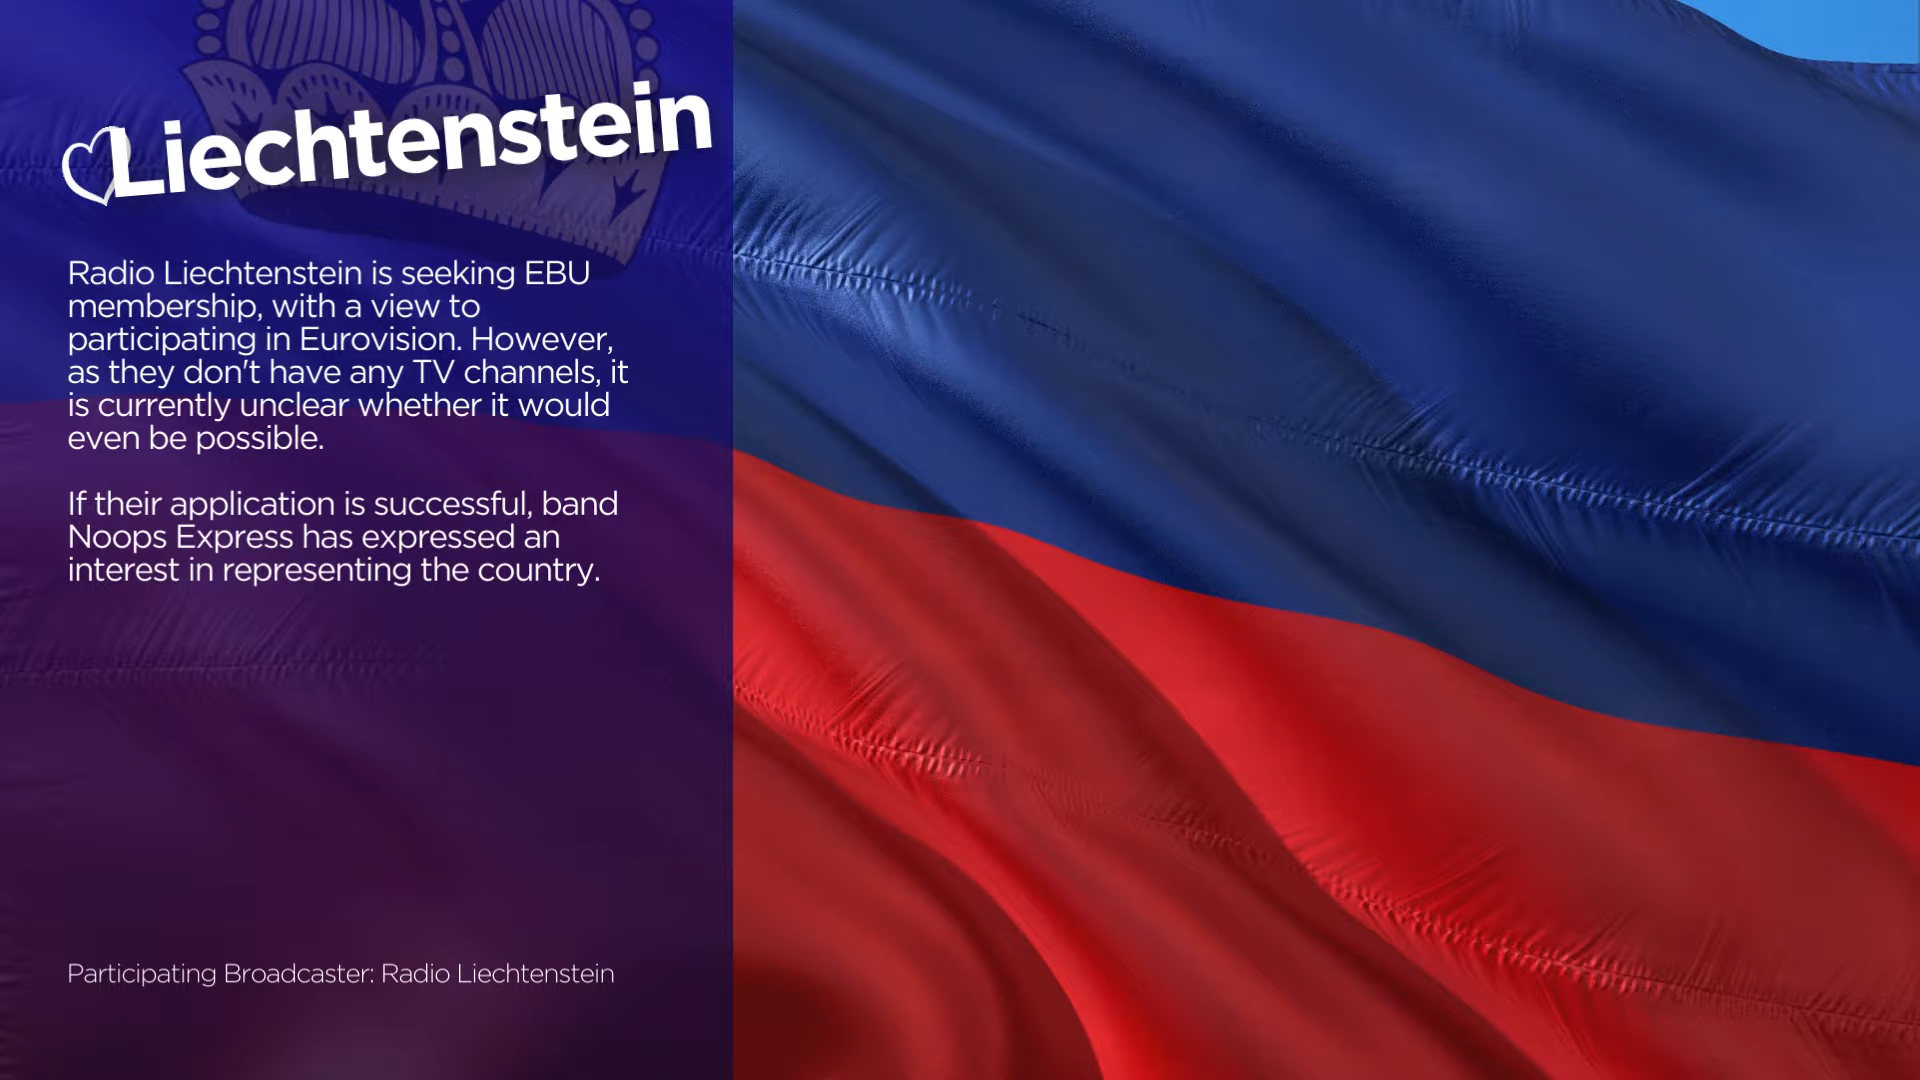 Liechtenstein
Radio Liechtenstein is seeking EBU
membership, with a view to
participating in Eurovision. However,
as they don't have any TV channels, it
is currently unclear whether it would
even be possible.
If their application is successful, band
Noops Express has expressed an
interest in representing the country.
Participating Broadcaster: Radio Liechtenstein